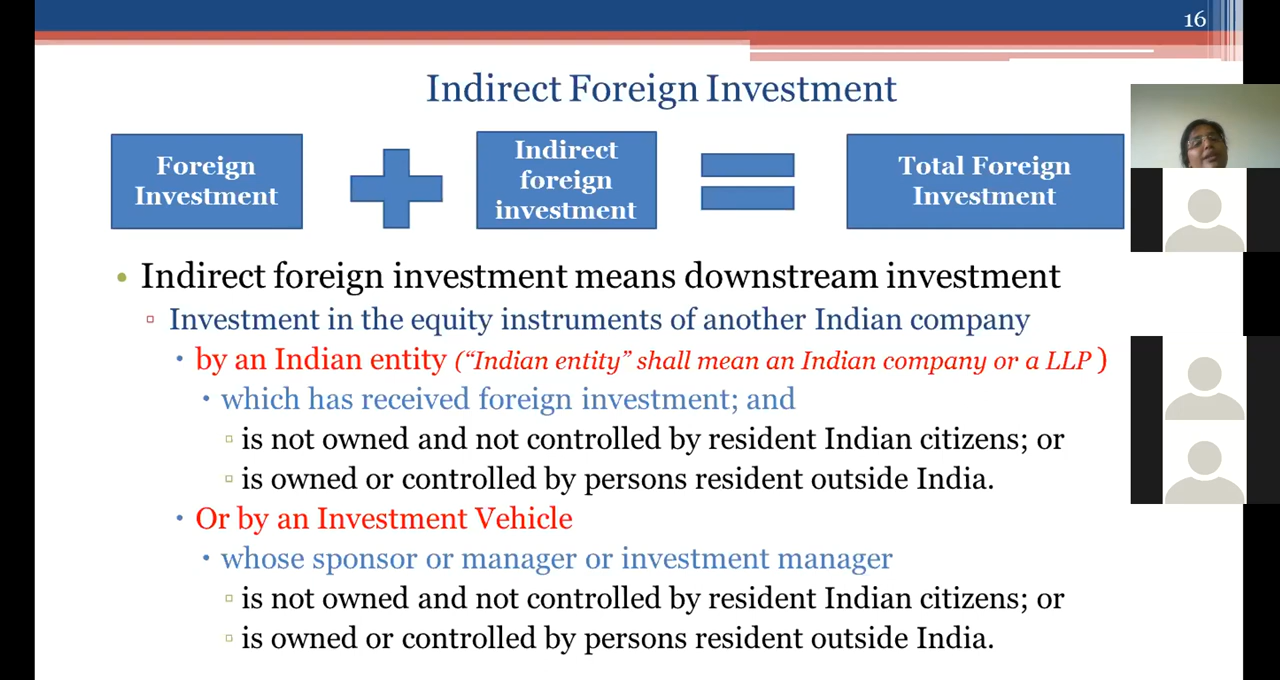 16
Indirect Foreign Investment
Foreign
Investment
Indirect
foreign
investment
Total Foreign
Investment
• Indirect foreign investment means downstream investment
▫ Investment in the equity instruments of another Indian company
• by an Indian entity (“Indian entity” shall mean an Indian company or a LLP )
• which has received foreign investment; and
▫ is not owned and not controlled by resident Indian citizens; or
▫ is owned or controlled by persons resident outside India.
• Or by an Investment Vehicle
• whose sponsor or manager or investment manager
▫ is not owned and not controlled by resident Indian citizens; or
▫ is owned or controlled by persons resident outside India.